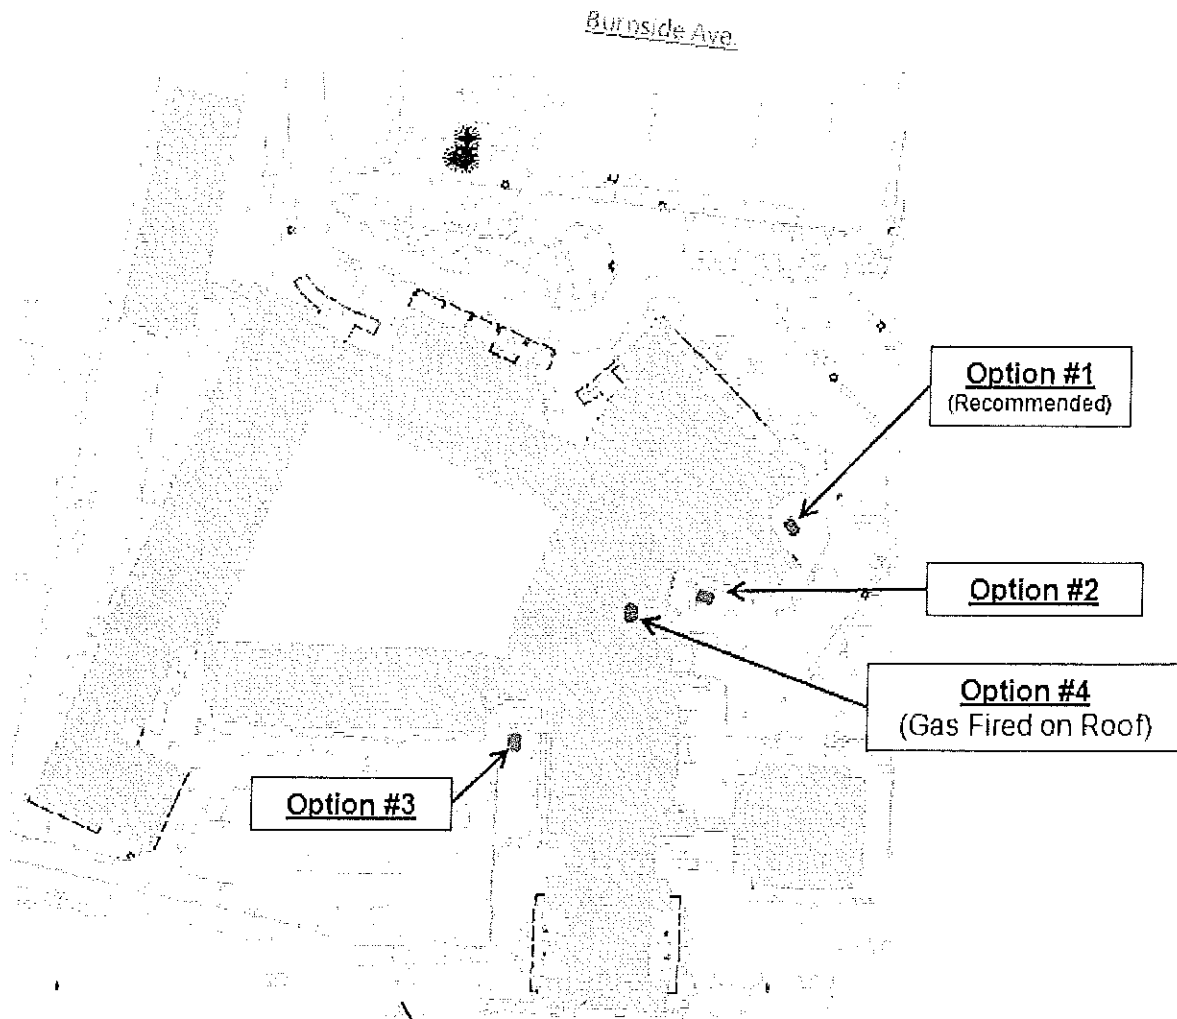 Burnside Ave.
Option #1
(Recommended)
Option #2
Option #4
(Gas Fired on Roof)
Option #3